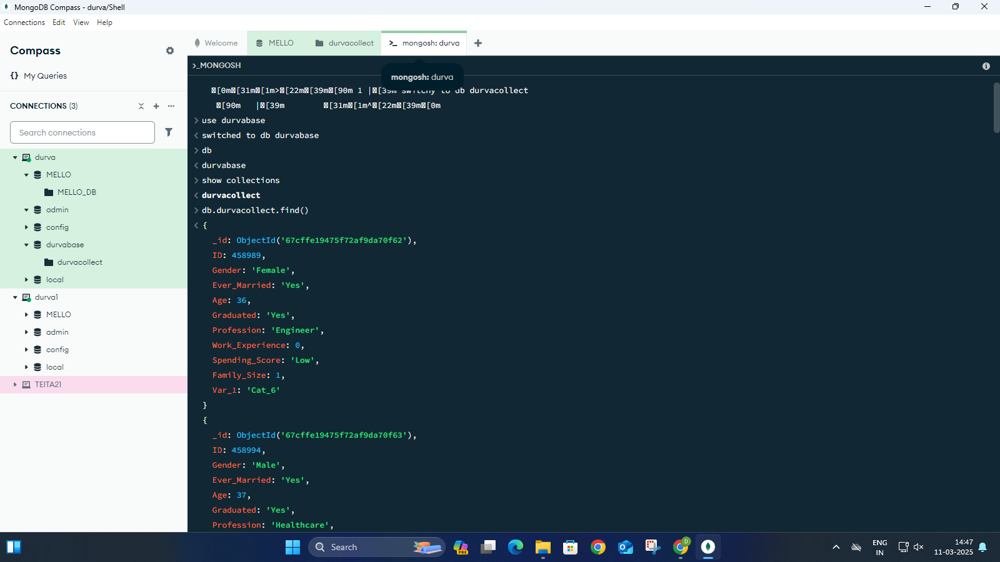 MongoDB Compass - durva/Shell
Connections Edit View Help
Compass
My Queries
CONNECTIONS (3)
Search connections
durva
MELLO
MELLO_DB
admin
config
durvabase
durvacollect
local
durva1
MELLO
admin
config
local
TEITA21
Welcome
MELLO
durvacollect
>_ mongosh: durva
>_MONGOSH
mongosh: durva
[0m[31m[1m>[22m[39m[90m 1 |[39m switchy to db durvacollect
[90m |[39m [31m[1m^[22m[39m[0m
> use durvabase
< switched to db durvabase
> db
< durvabase
> show collections
< durvacollect
> db.durvacollect.find()
< {
_id: ObjectId('67cffe19475f72af9da70f62'),
ID: 458989,
Gender: 'Female',
Ever_Married: 'Yes',
Age: 36,
Graduated: 'Yes',
Profession: 'Engineer',
Work_Experience: 0,
Spending_Score: 'Low',
Family_Size: 1,
Var_1: 'Cat_6'
}
{
_id: ObjectId('67cffe19475f72af9da70f63'),
ID: 458994,
Gender: 'Male',
Ever_Married: 'Yes',
Age: 37,
Graduated: 'Yes',
Profession: 'Healthcare',
Search
PRE
D
ENG
IN
14:47
11-03-2025